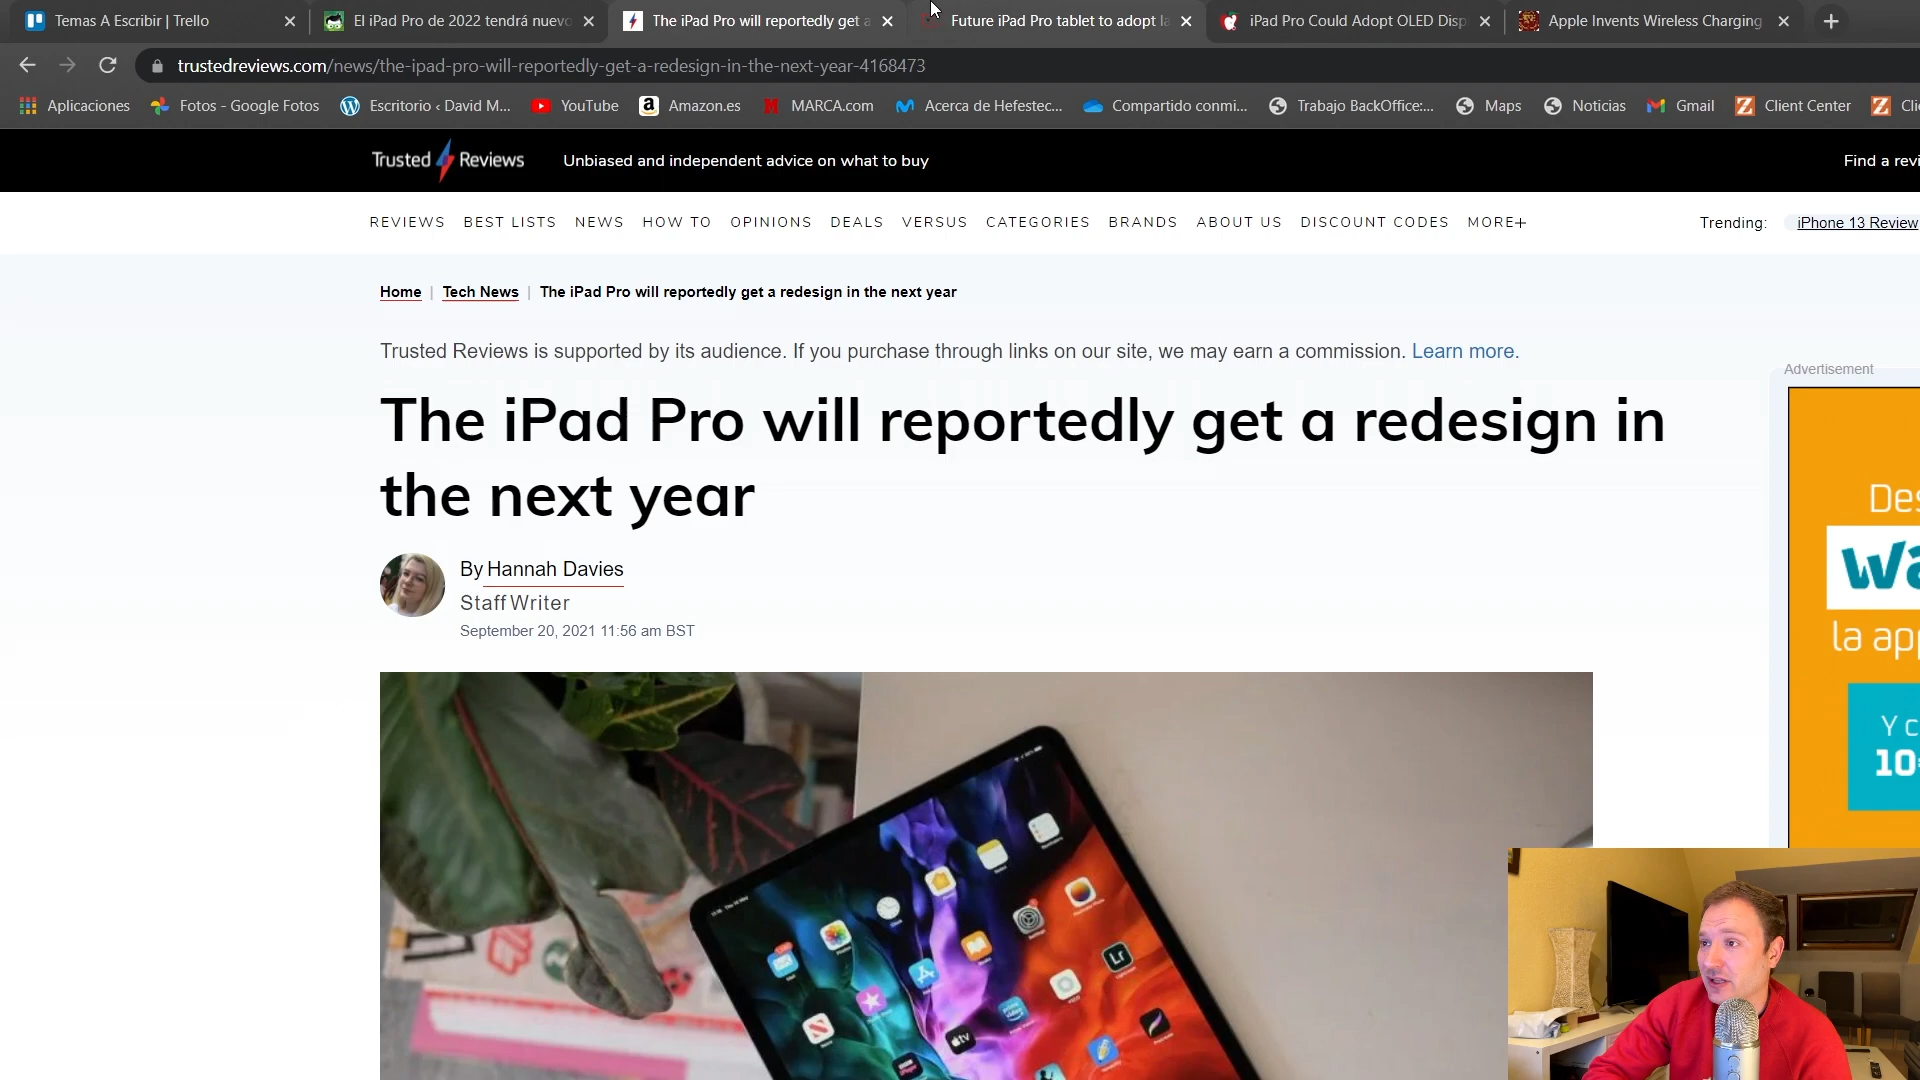 Temas A Escribir | Trello
El iPad Pro de 2022 tendrá nuevo
The iPad Pro will reportedly get a
Future iPad Pro tablet to adopt la
iPad Pro Could Adopt OLED Disp
Apple Invents Wireless Charging
trustedreviews.com/news/the-ipad-pro-will-reportedly-get-a-redesign-in-the-next-year-4168473
Aplicaciones
Fotos - Google Fotos
Escritorio ‹ David M...
YouTube
Amazon.es
MARCA.com
Acerca de Hefestec...
Compartido conmi...
Trabajo BackOffice:...
Maps
Noticias
Gmail
Client Center
Cli
Trusted Reviews
Unbiased and independent advice on what to buy
Find a revi
REVIEWS BEST LISTS NEWS HOW TO OPINIONS DEALS VERSUS CATEGORIES BRANDS ABOUT US DISCOUNT CODES MORE+
Trending: iPhone 13 Review
Home | Tech News | The iPad Pro will reportedly get a redesign in the next year
Trusted Reviews is supported by its audience. If you purchase through links on our site, we may earn a commission. Learn more.
Advertisement
The iPad Pro will reportedly get a redesign in
the next year
By Hannah Davies
Staff Writer
September 20, 2021 11:56 am BST
Des
Wa
la app
Y c
10